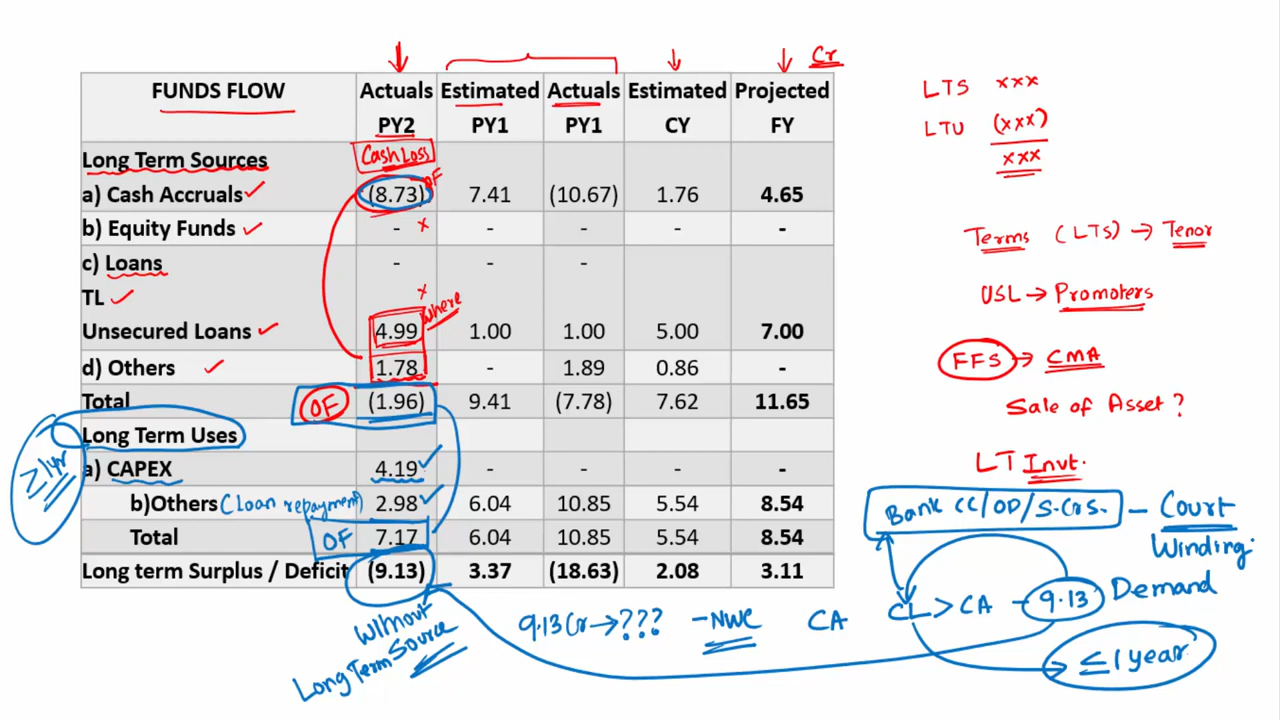 Cr
FUNDS FLOW Actuals Estimated Actuals Estimated Projected
PY2 PY1 PY1 CY FY
Long Term Sources Cash Loss
a) Cash Accruals (8.73) OF 7.41 (10.67) 1.76 4.65
b) Equity Funds - x - - - -
c) Loans - - -
TL x
where
Unsecured Loans 4.99 1.00 1.00 5.00 7.00
d) Others 1.78 - 1.89 0.86 -
Total OF (1.96) 9.41 (7.78) 7.62 11.65
Long Term Uses
≥1yr
a) CAPEX 4.19 - - - -
b)Others (loan repayment) 2.98 6.04 10.85 5.54 8.54
Total OF 7.17 6.04 10.85 5.54 8.54
Long term Surplus / Deficit (9.13) 3.37 (18.63) 2.08 3.11
Without
Long Term Source
LTS xxx
LTU (xxx)
xxx
Terms (LTS) → Tenor
USL → Promoters
FFS → CMA
Sale of Asset?
LT Invt.
Bank CC/OD/S.Crs. - Court
Winding
9.13 Cr → ??? -NWC CA CL > CA - 9.13 Demand
≤ 1 year